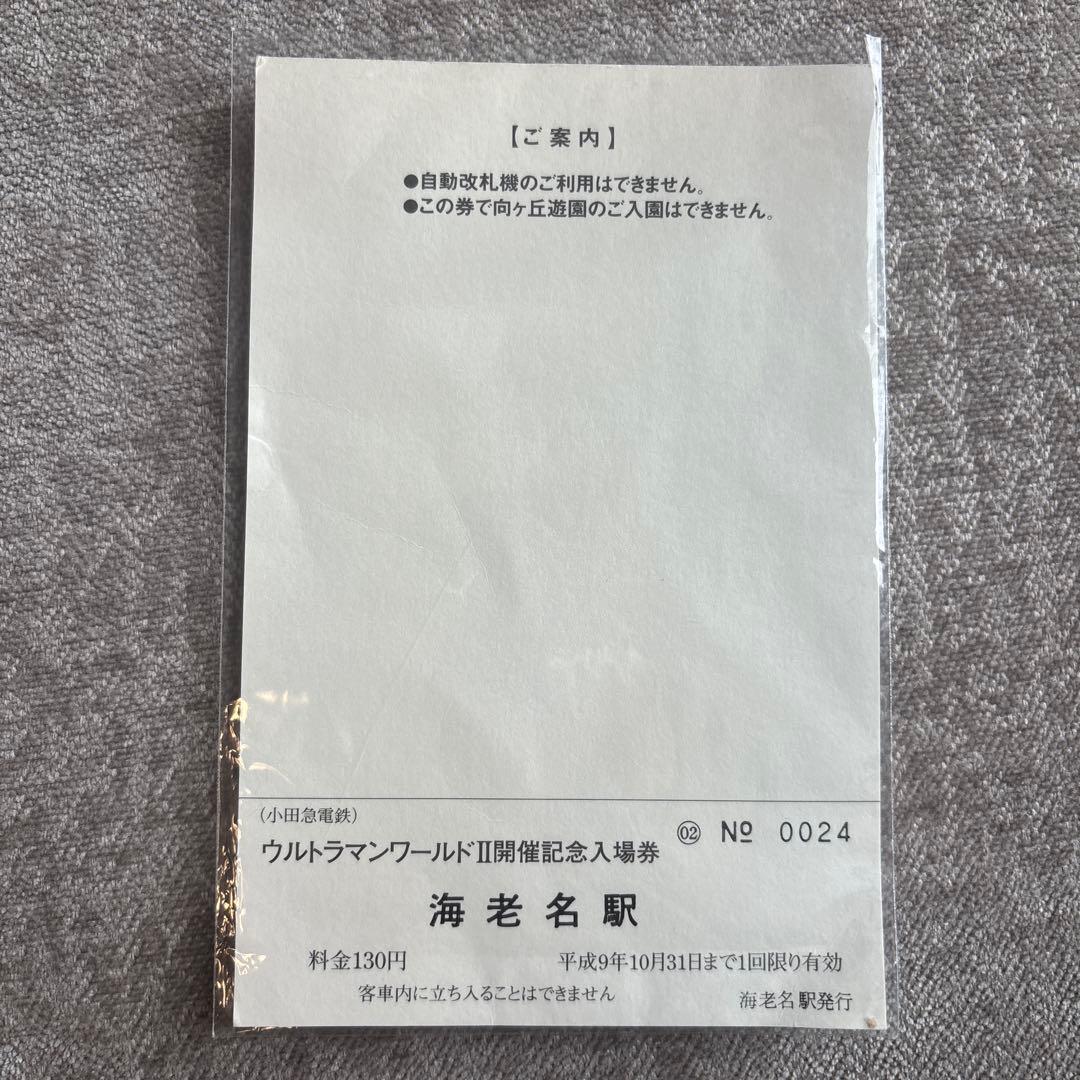 【ご案内】
●自動改札機のご利用はできません。
●この券で向ヶ丘遊園のご入園はできません。
(小田急電鉄)
ウルトラマンワールドⅡ開催記念入場券 ㊁ № 0024
海老名駅
料金130円 平成9年10月31日まで1回限り有効
客車内に立ち入ることはできません 海老名駅発行